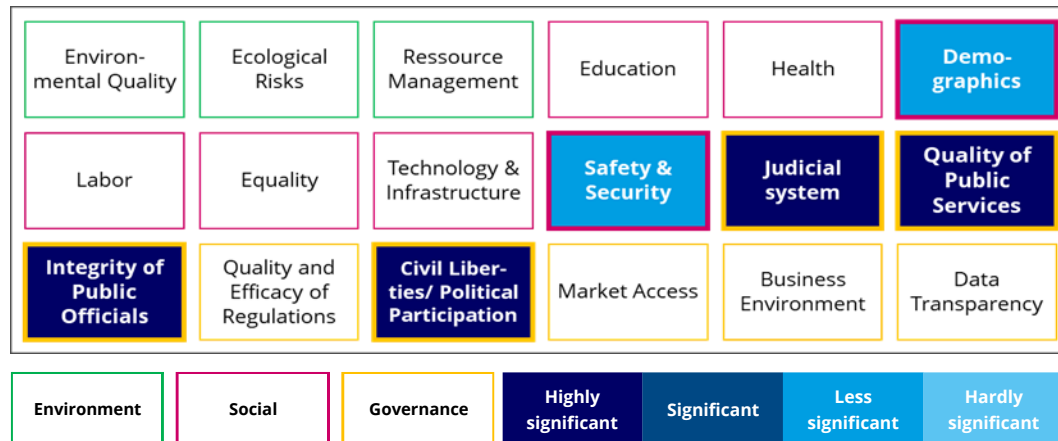 Environ-
mental Quality
Ecological
Risks
Ressource
Management
Education
Health
Demo-
graphics
Labor
Equality
Technology &
Infrastructure
Safety &
Security
Judicial
system
Quality of
Public
Services
Integrity of
Public
Officials
Quality and
Efficacy of
Regulations
Civil Liber-
ties/ Political
Participation
Market Access
Business
Environment
Data
Transparency
Environment
Social
Governance
Highly
significant
Significant
Less
significant
Hardly
significant